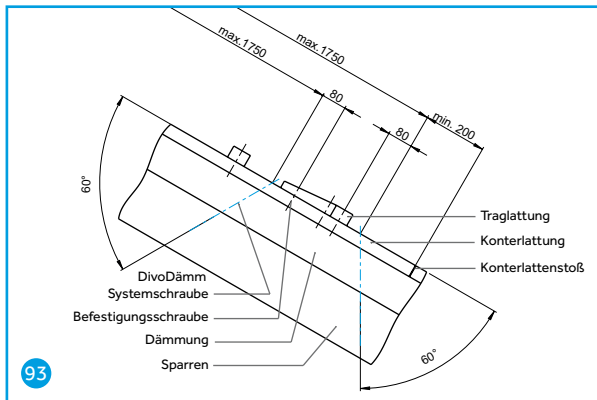 max.1750
max.1750
80
80
min. 200
60°
Traglattung
Konterlattung
Konterlattenstoß
DivoDämm
Systemschraube
Befestigungsschraube
Dämmung
Sparren
60°
93